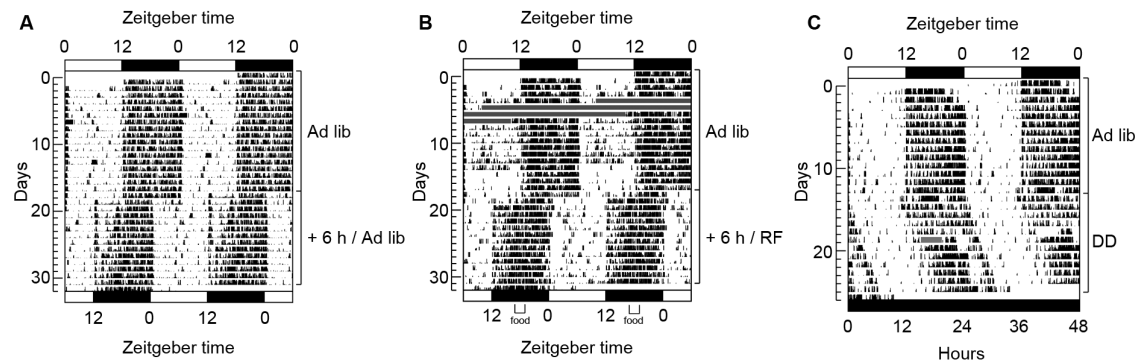 A
Zeitgeber time
0 12 0 12 0
Days
0
10
20
30
Ad lib
+ 6 h / Ad lib
12 0 12 0
Zeitgeber time
B
Zeitgeber time
0 12 0 12 0
Days
0
10
20
30
Ad lib
+ 6 h / RF
12 0 12 0
food food
Zeitgeber time
C
Zeitgeber time
0 12 0 12 0
Days
0
10
20
Ad lib
DD
0 12 24 36 48
Hours